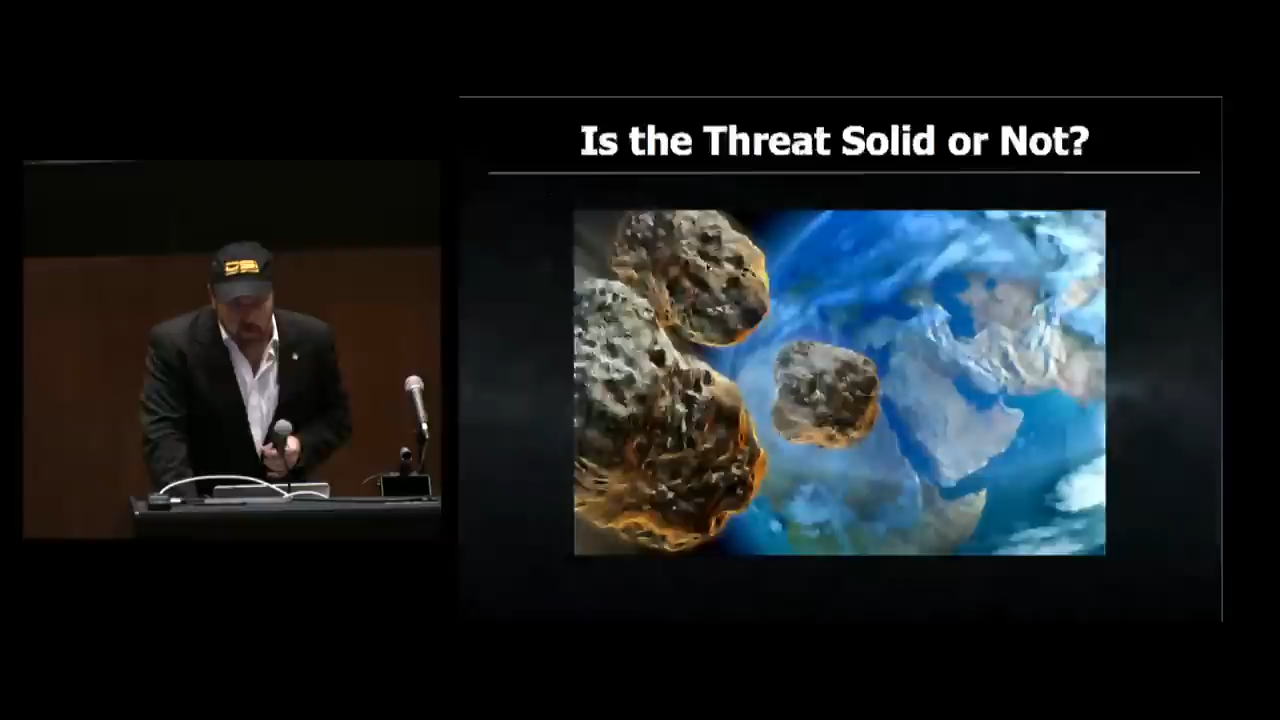 Is the Threat Solid or Not?